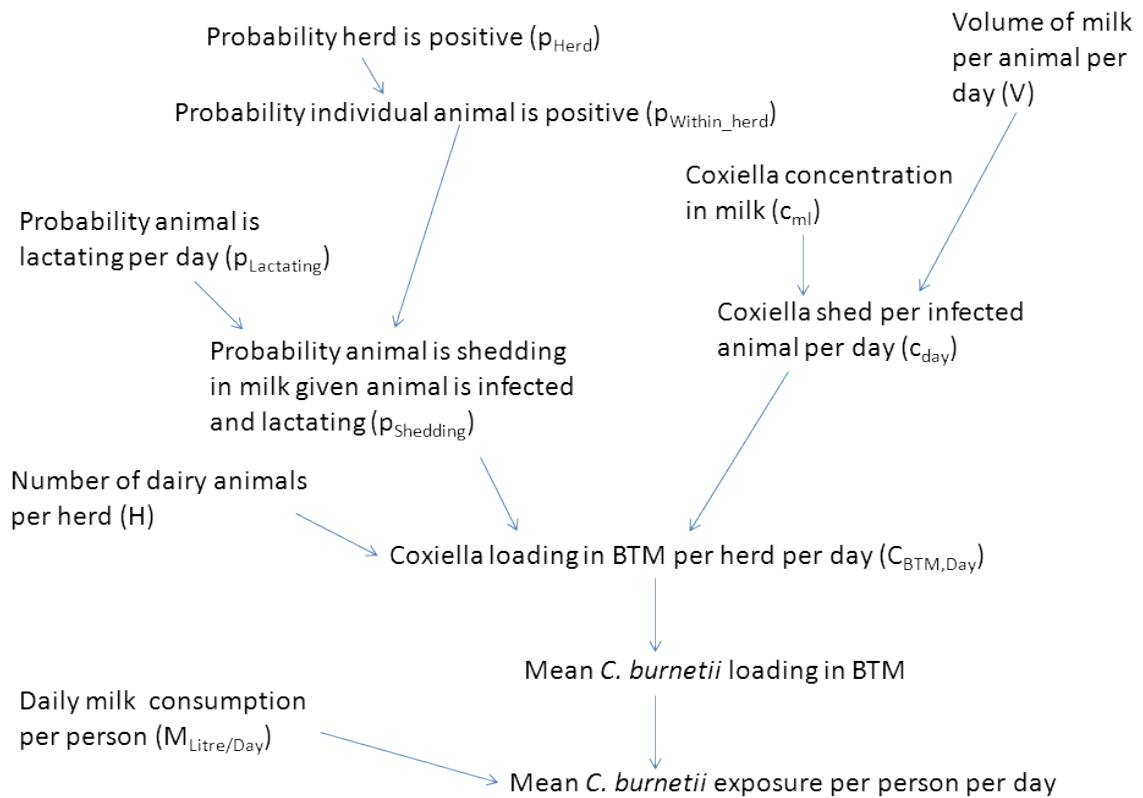 Probability herd is positive (pHerd)
Volume of milk
per animal per
day (V)
Probability individual animal is positive (pWithin_herd)
Coxiella concentration
in milk (cml)
Probability animal is
lactating per day (pLactating)
Coxiella shed per infected
animal per day (cday)
Probability animal is shedding
in milk given animal is infected
and lactating (pShedding)
Number of dairy animals
per herd (H)
Coxiella loading in BTM per herd per day (CBTM,Day)
Mean C. burnetii loading in BTM
Daily milk consumption
per person (MLitre/Day)
Mean C. burnetii exposure per person per day